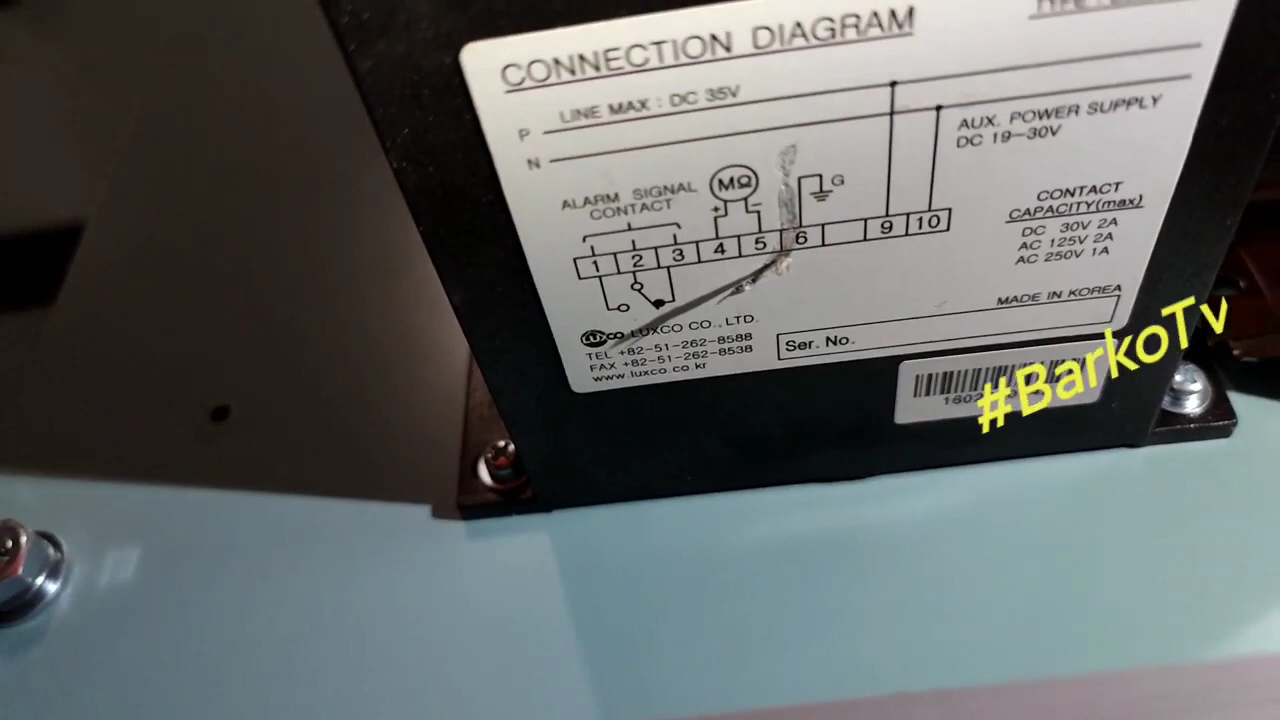 CONNECTION DIAGRAM
TYPE :
LINE MAX : DC 35V
P
N
AUX. POWER SUPPLY
DC 19-30V
ALARM SIGNAL
CONTACT
MΩ
+ -
G
1 2 3 4 5 6 9 10
CONTACT
CAPACITY(max)
DC 30V 2A
AC 125V 2A
AC 250V 1A
MADE IN KOREA
LUXCO LUXCO CO., LTD.
TEL +82-51-262-8588
FAX +82-51-262-8538
www.luxco.co.kr
Ser. No.
#BarkoTv